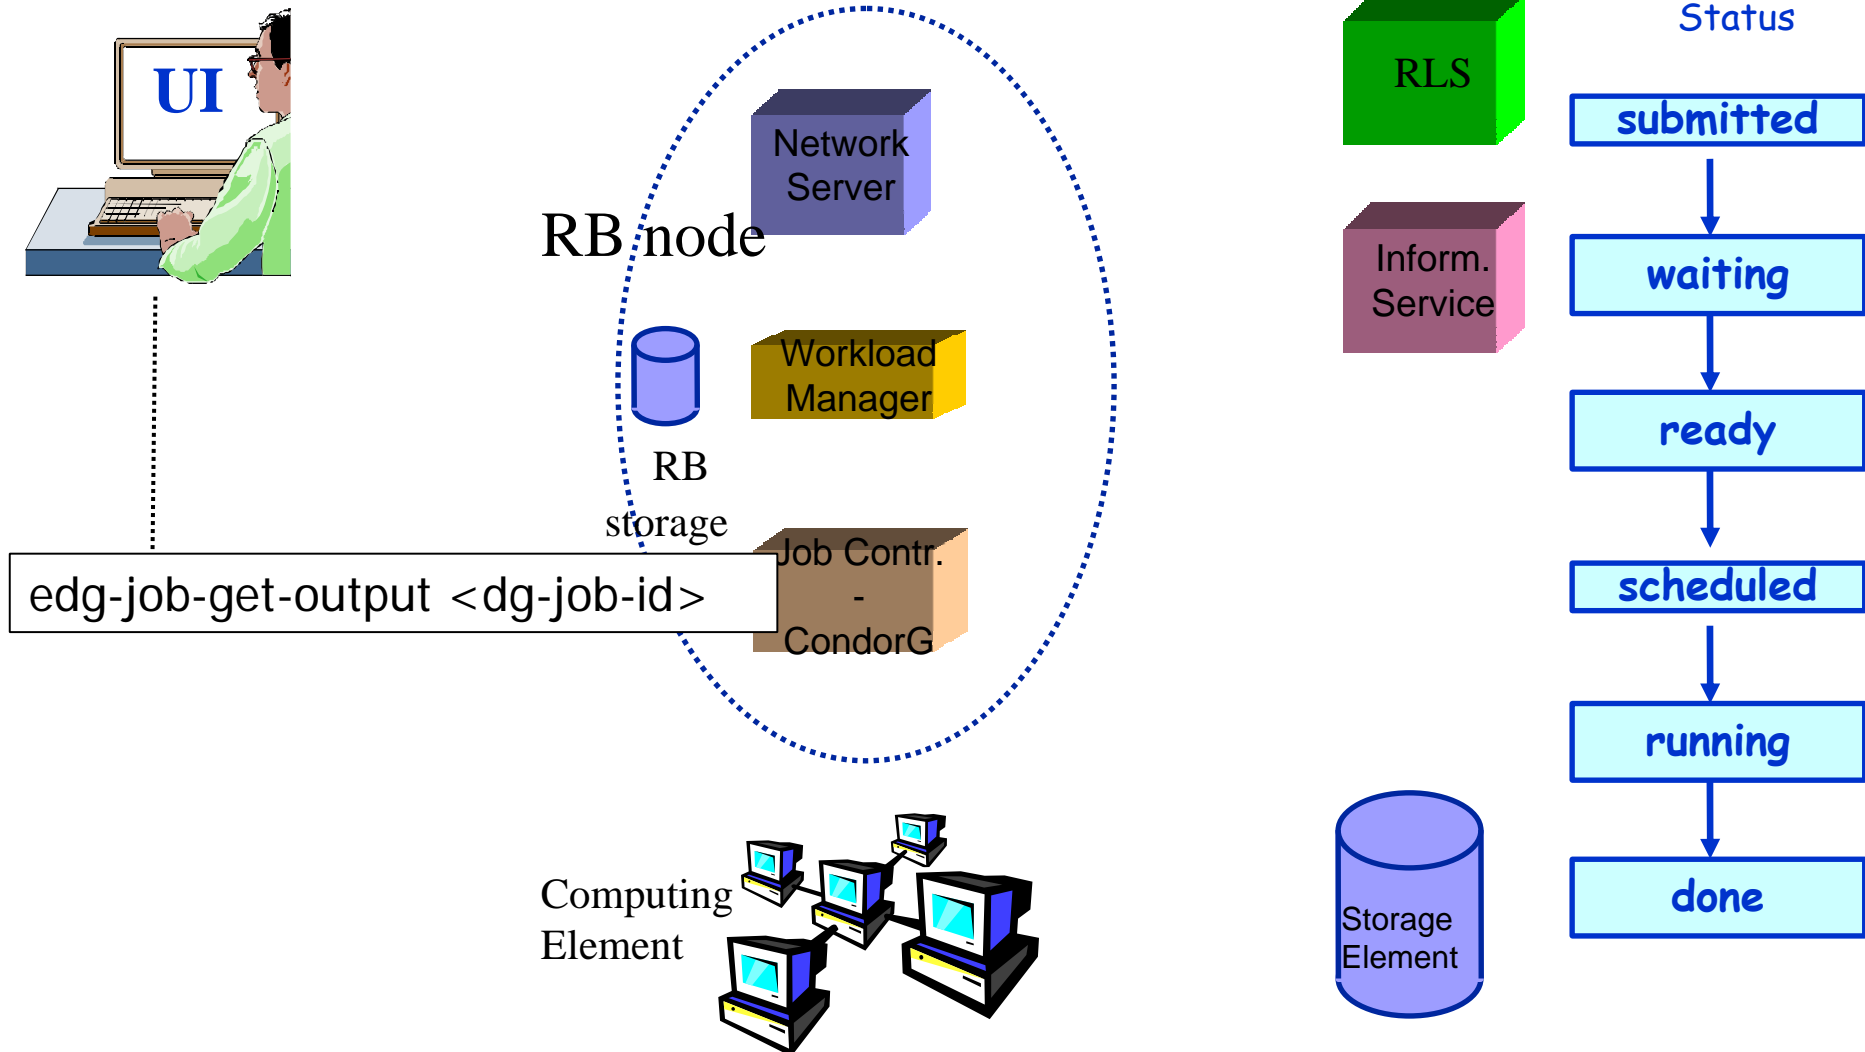 UI
Network
Server
RB node
Workload
Manager
RB
storage
Job Contr.
-
CondorG
edg-job-get-output <dg-job-id>
Computing
Element
RLS
Inform.
Service
Storage
Element
Status
submitted
waiting
ready
scheduled
running
done